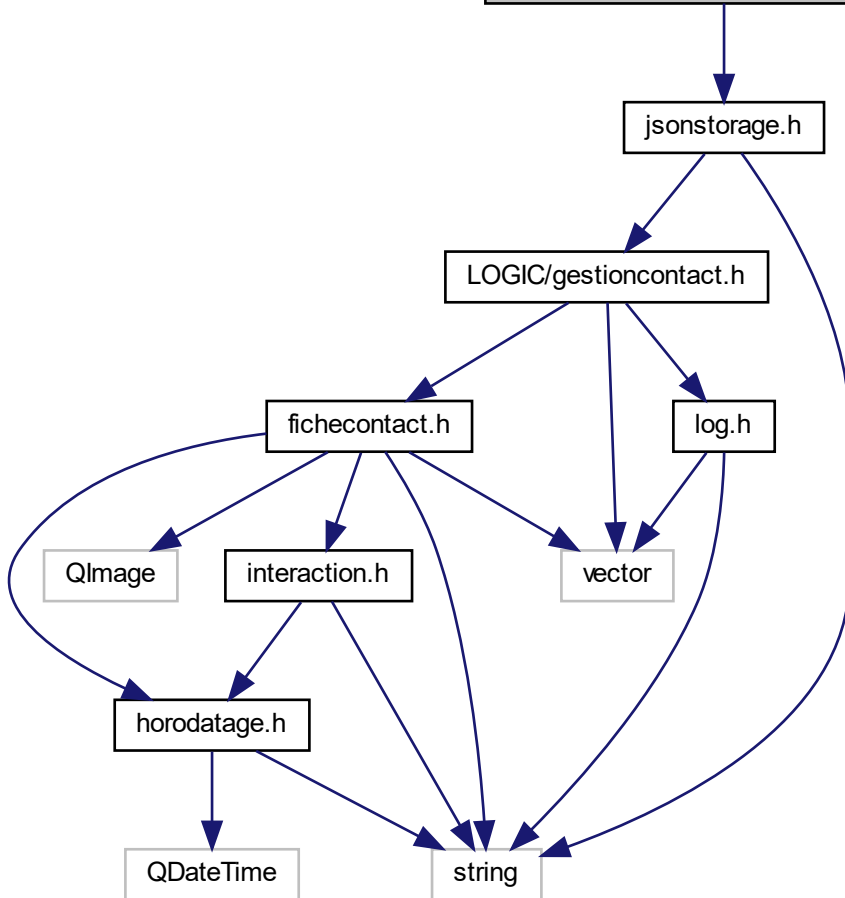 jsonstorage.h
LOGIC/gestioncontact.h
fichecontact.h
log.h
QImage
interaction.h
vector
horodatage.h
QDateTime
string